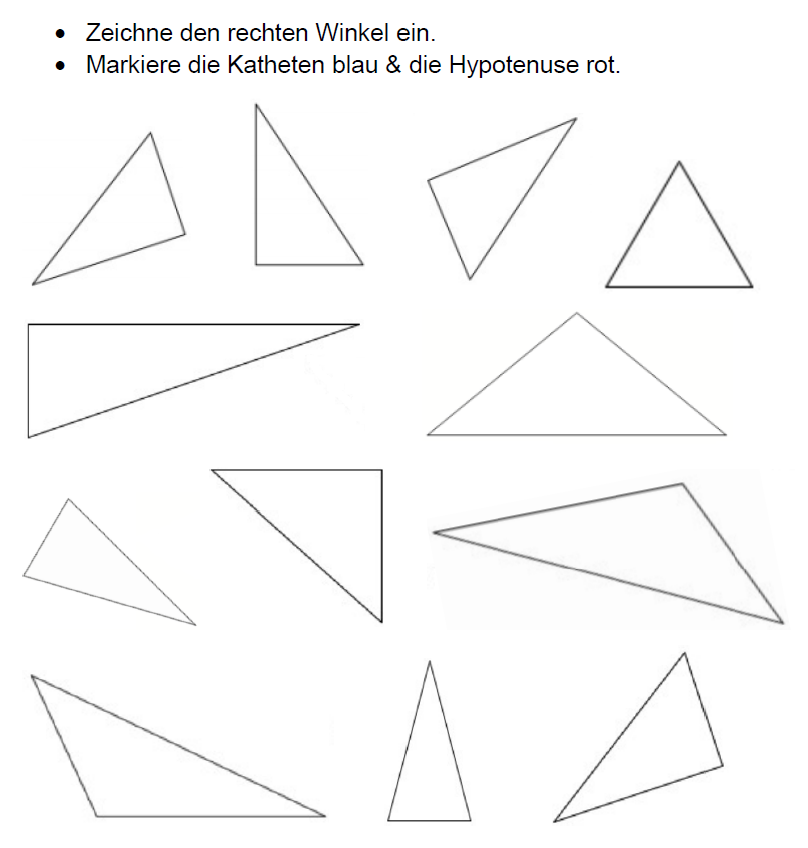 • Zeichne den rechten Winkel ein.
• Markiere die Katheten blau & die Hypotenuse rot.